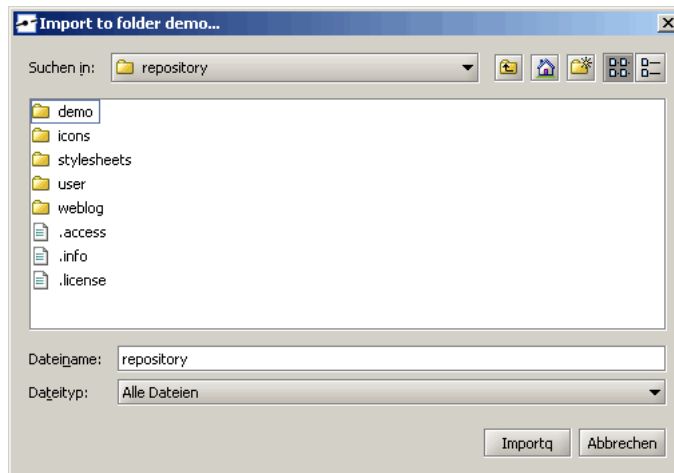 Import to folder demo...
Suchen in: repository
demo
icons
stylesheets
user
weblog
.access
.info
.license
Dateiname: repository
Dateityp: Alle Dateien
Importq Abbrechen